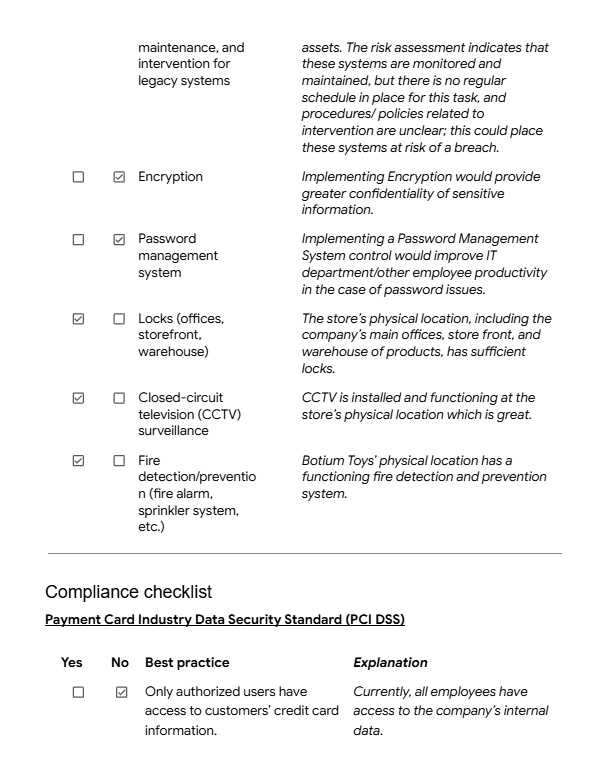 maintenance, and
intervention for
legacy systems
assets. The risk assessment indicates that
these systems are monitored and
maintained, but there is no regular
schedule in place for this task, and
procedures/ policies related to
intervention are unclear; this could place
these systems at risk of a breach.
Encryption
Implementing Encryption would provide
greater confidentiality of sensitive
information.
Password
management
system
Implementing a Password Management
System control would improve IT
department/other employee productivity
in the case of password issues.
Locks (offices,
storefront,
warehouse)
The store's physical location, including the
company's main offices, store front, and
warehouse of products, has sufficient
locks.
Closed-circuit
television (CCTV)
surveillance
CCTV is installed and functioning at the
store's physical location which is great.
Fire
detection/preventio
n (fire alarm,
sprinkler system,
etc.)
Botium Toys' physical location has a
functioning fire detection and prevention
system.
Compliance checklist
Payment Card Industry Data Security Standard (PCI DSS)
Yes No Best practice Explanation
Only authorized users have
access to customers' credit card
information.
Currently, all employees have
access to the company's internal
data.